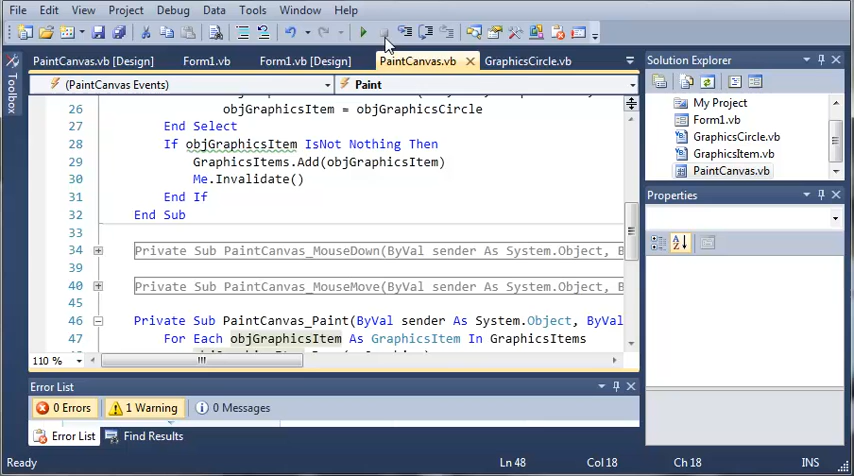 File Edit View Project Debug Data Tools Window Help
PaintCanvas.vb [Design] Form1.vb Form1.vb [Design] PaintCanvas.vb GraphicsCircle.vb
Toolbox
(PaintCanvas Events) Paint
26 objGraphicsItem = objGraphicsCircle
27 End Select
28 If objGraphicsItem IsNot Nothing Then
29 GraphicsItems.Add(objGraphicsItem)
30 Me.Invalidate()
31 End If
32 End Sub
33
34 Private Sub PaintCanvas_MouseDown(ByVal sender As System.Object, B
39
40 Private Sub PaintCanvas_MouseMove(ByVal sender As System.Object, B
45
46 Private Sub PaintCanvas_Paint(ByVal sender As System.Object, ByVal
47 For Each objGraphicsItem As GraphicsItem In GraphicsItems
110 %
Solution Explorer
My Project
Form1.vb
GraphicsCircle.vb
GraphicsItem.vb
PaintCanvas.vb
Properties
Error List
0 Errors 1 Warning 0 Messages
Error List Find Results
Ready Ln 48 Col 18 Ch 18 INS